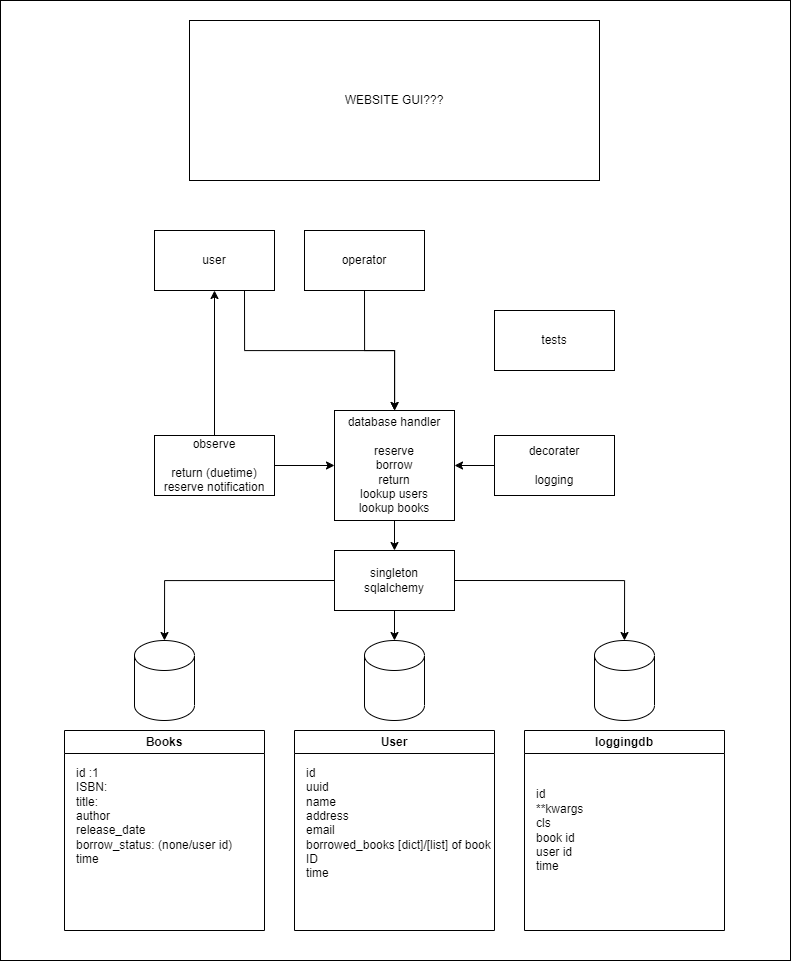 WEBSITE GUI???
user
operator
tests
observe
return (duetime)
reserve notification
database handler
reserve
borrow
return
lookup users
lookup books
decorater
logging
singleton
sqlalchemy
Books
id :1
ISBN:
title:
author
release_date
borrow_status: (none/user id)
time
User
id
uuid
name
address
email
borrowed_books [dict]/[list] of book
ID
time
loggingdb
id
**kwargs
cls
book id
user id
time